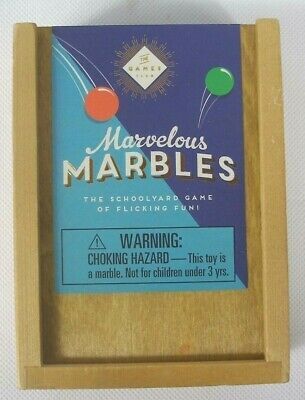 THE
GAMES
CLUB
Marvelous
MARBLES
THE SCHOOLYARD GAME
OF FLICKING FUN!
WARNING:
CHOKING HAZARD — This toy is
a marble. Not for children under 3 yrs.